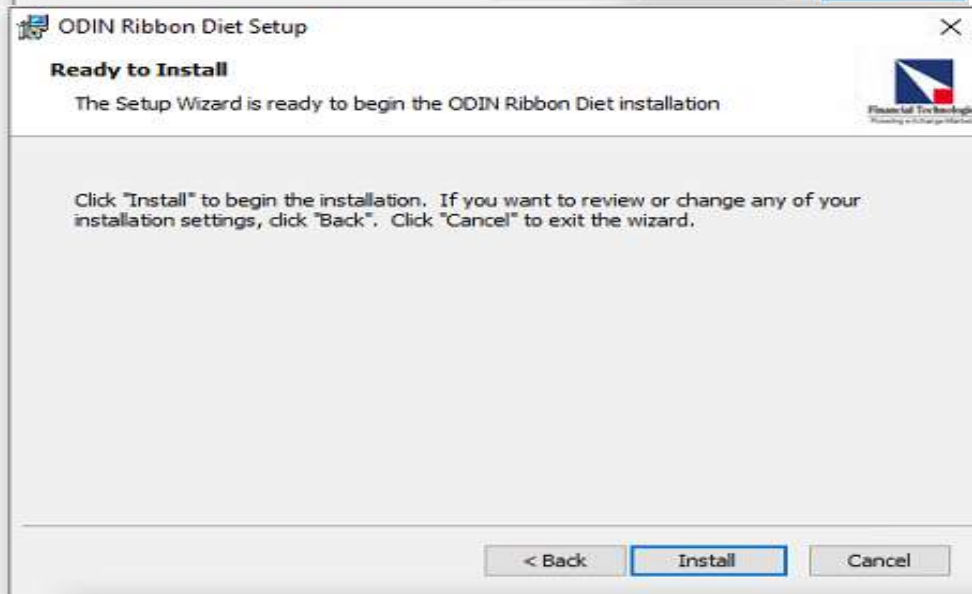 ODIN Ribbon Diet Setup
Ready to Install
The Setup Wizard is ready to begin the ODIN Ribbon Diet installation
Financial Technologie
Click "Install" to begin the installation. If you want to review or change any of your
installation settings, click "Back". Click "Cancel" to exit the wizard.
< Back
Install
Cancel